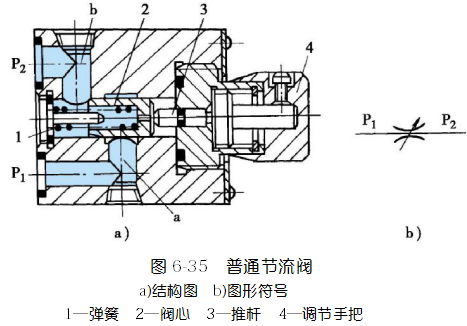 b 2 3 4
P₂
1
P₁
a
a)
P₁ P₂
b)
图 6-35 普通节流阀
a)结构图 b)图形符号
1—弹簧 2—阀心 3—推杆 4—调节手把